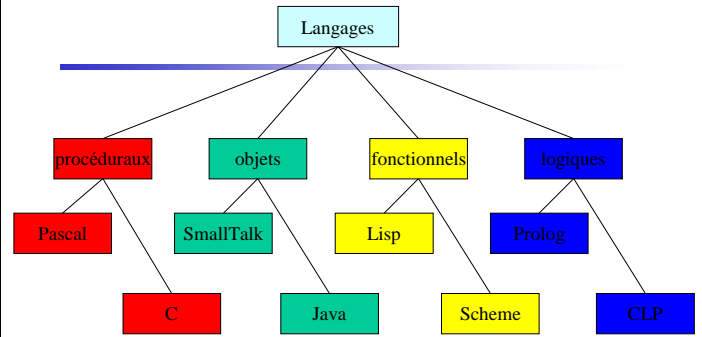 Langages
procéduraux
objets
fonctionnels
logiques
Pascal
SmallTalk
Lisp
Prolog
C
Java
Scheme
CLP